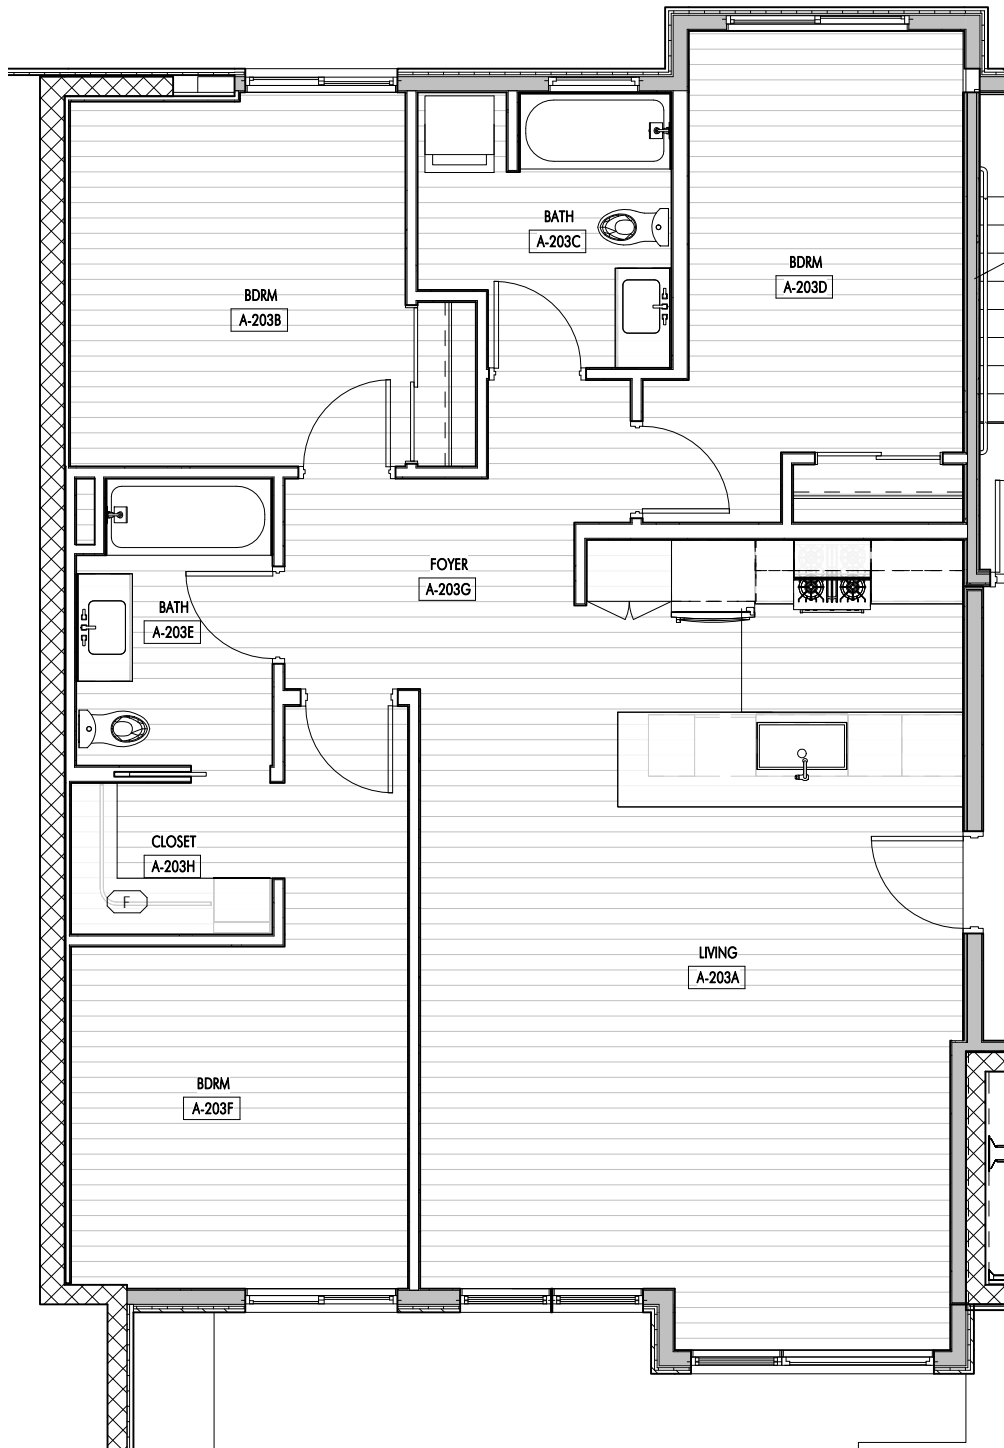 BATH
A-203C
BDRM
A-203D
BDRM
A-203B
FOYER
A-203G
BATH
A-203E
CLOSET
A-203H
F
LIVING
A-203A
BDRM
A-203F